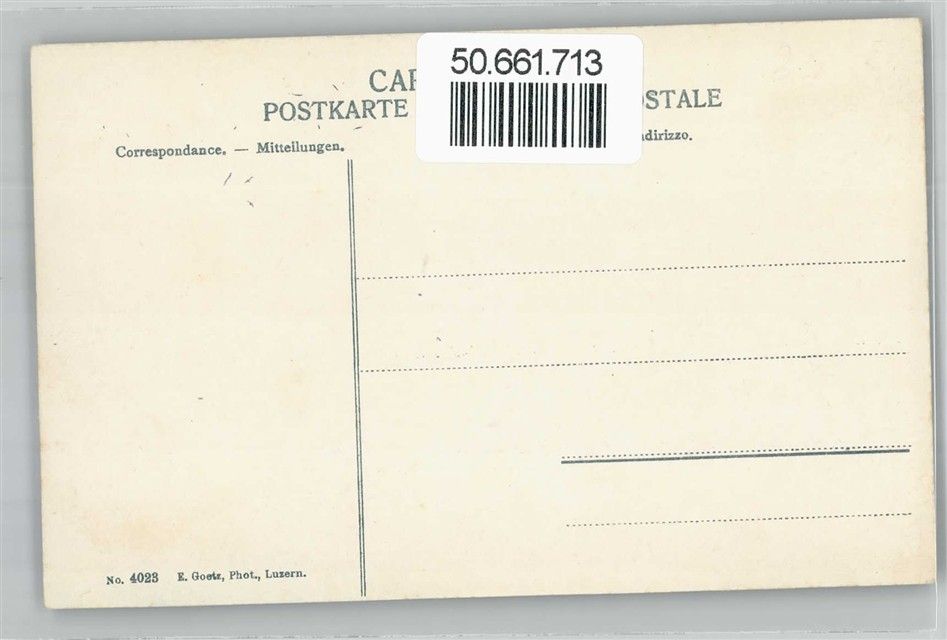 50.661.713
CAR
POSTKARTE OSTALE
Correspondance. — Mitteilungen. ndirizzo.
No. 4023 E. Goetz, Phot., Luzern.